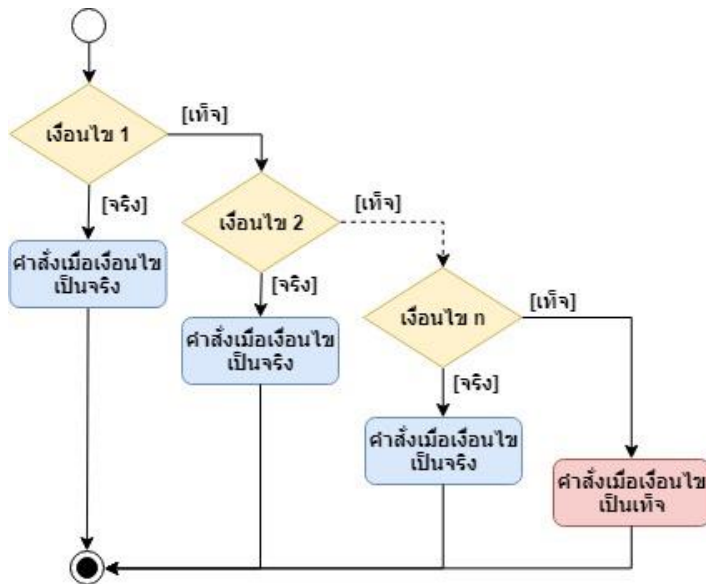 เงื่อนไข 1
[เท็จ]
[จริง]
คำสั่งเมื่อเงื่อนไข
เป็นจริง
เงื่อนไข 2
[เท็จ]
[จริง]
คำสั่งเมื่อเงื่อนไข
เป็นจริง
เงื่อนไข n
[เท็จ]
[จริง]
คำสั่งเมื่อเงื่อนไข
เป็นจริง
คำสั่งเมื่อเงื่อนไข
เป็นเท็จ